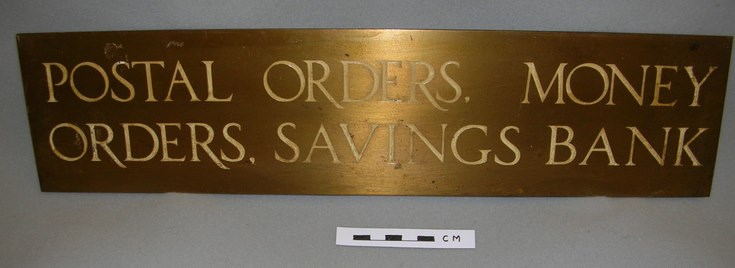 POSTAL ORDERS. MONEY
ORDERS. SAVINGS BANK
CM